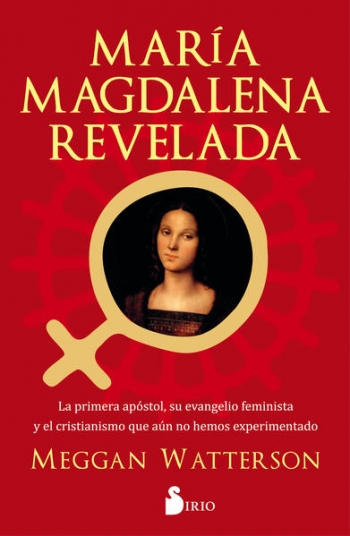 MARÍA
MAGDALENA
REVELADA
La primera apóstol, su evangelio feminista
y el cristianismo que aún no hemos experimentado
MEGGAN WATTERSON
SIRIO